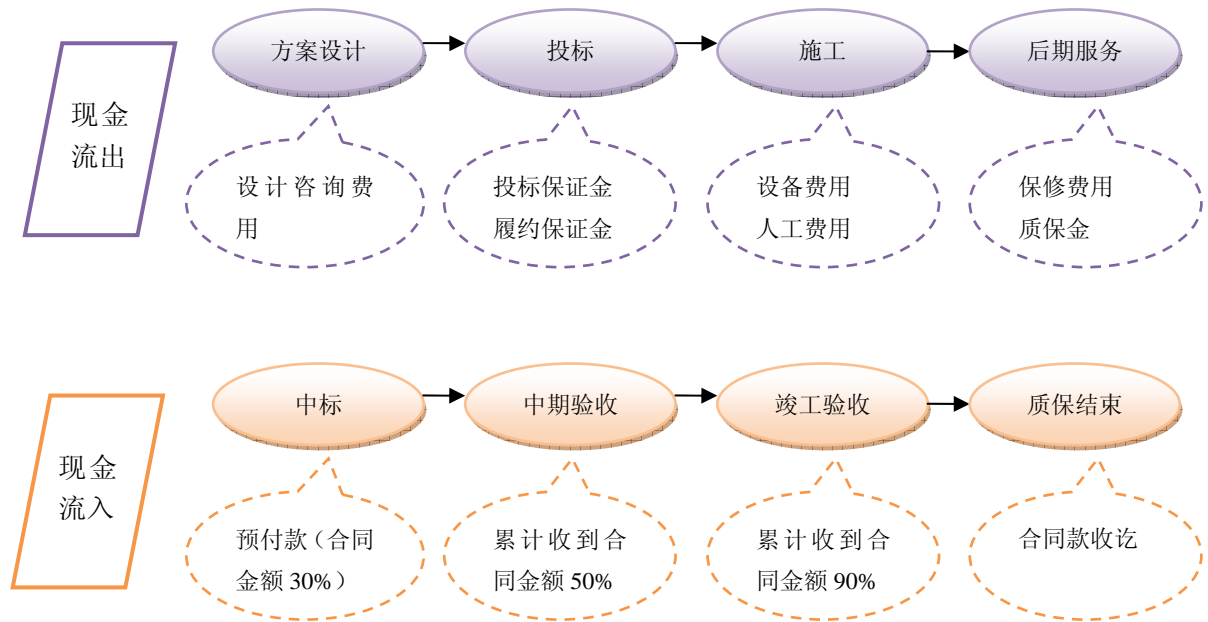 方案设计
投标
施工
后期服务
现金
流出
设计咨询费
用
投标保证金
履约保证金
设备费用
人工费用
保修费用
质保金
中标
中期验收
竣工验收
质保结束
现金
流入
预付款（合同
金额 30%）
累计收到合
同金额 50%
累计收到合
同金额 90%
合同款收讫